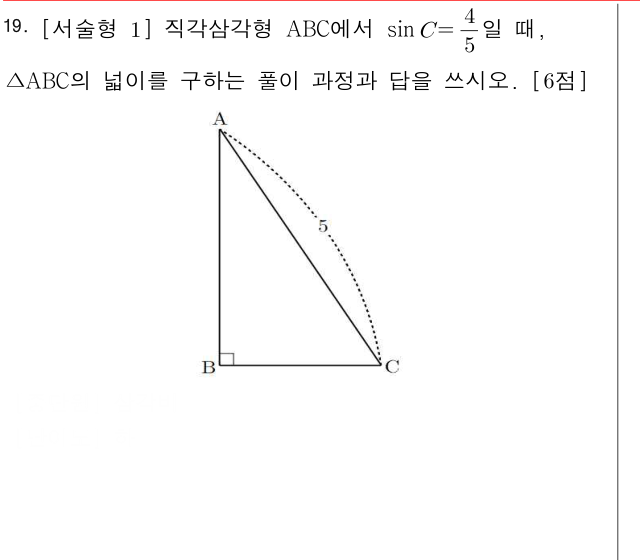 19. [서술형 1] 직각삼각형 ABC에서 sin C = 4/5일 때,
△ABC의 넓이를 구하는 풀이 과정과 답을 쓰시오. [6점]
A
5
B
C